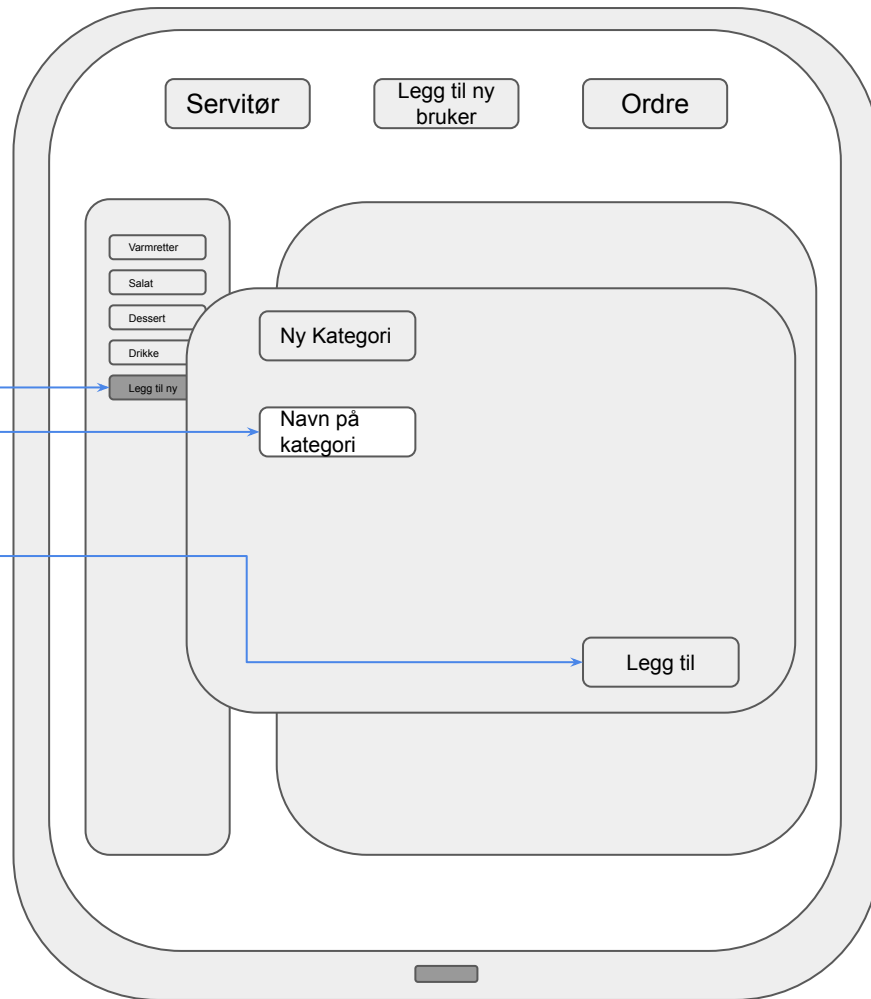 Servitør
Legg til ny
bruker
Ordre
Varmretter
Salat
Dessert
Drikke
Legg til ny
Ny Kategori
Navn på
kategori
Legg til